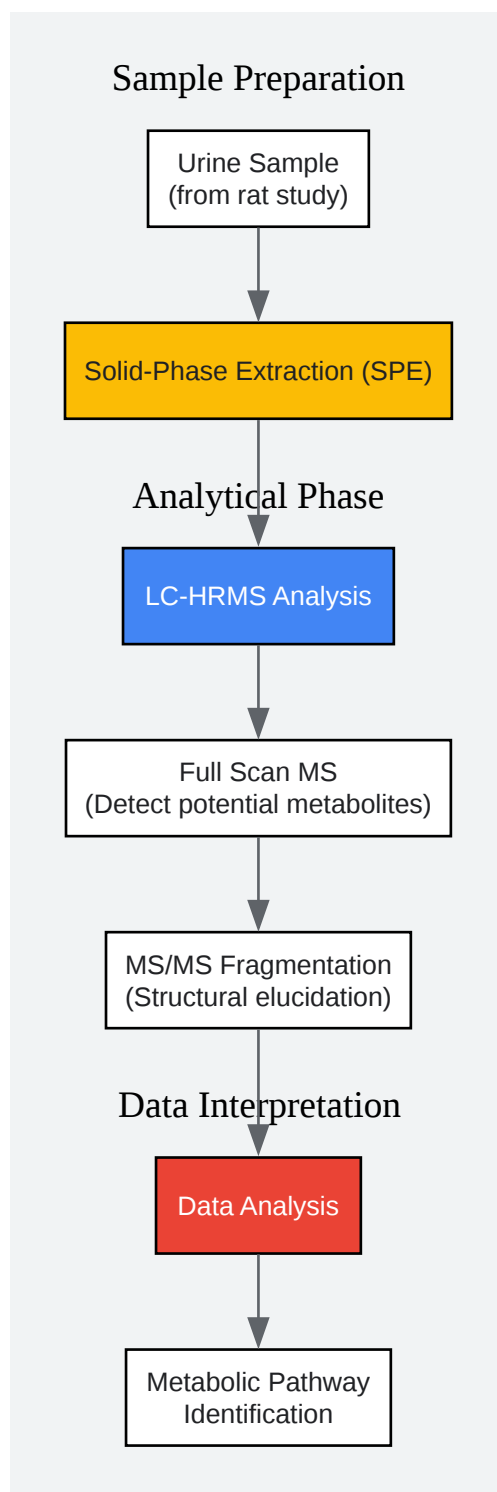 Sample Preparation
Urine Sample
(from rat study)
Solid-Phase Extraction (SPE)
Analytical Phase
LC-HRMS Analysis
Full Scan MS
(Detect potential metabolites)
MS/MS Fragmentation
(Structural elucidation)
Data Interpretation
Data Analysis
Metabolic Pathway
Identification